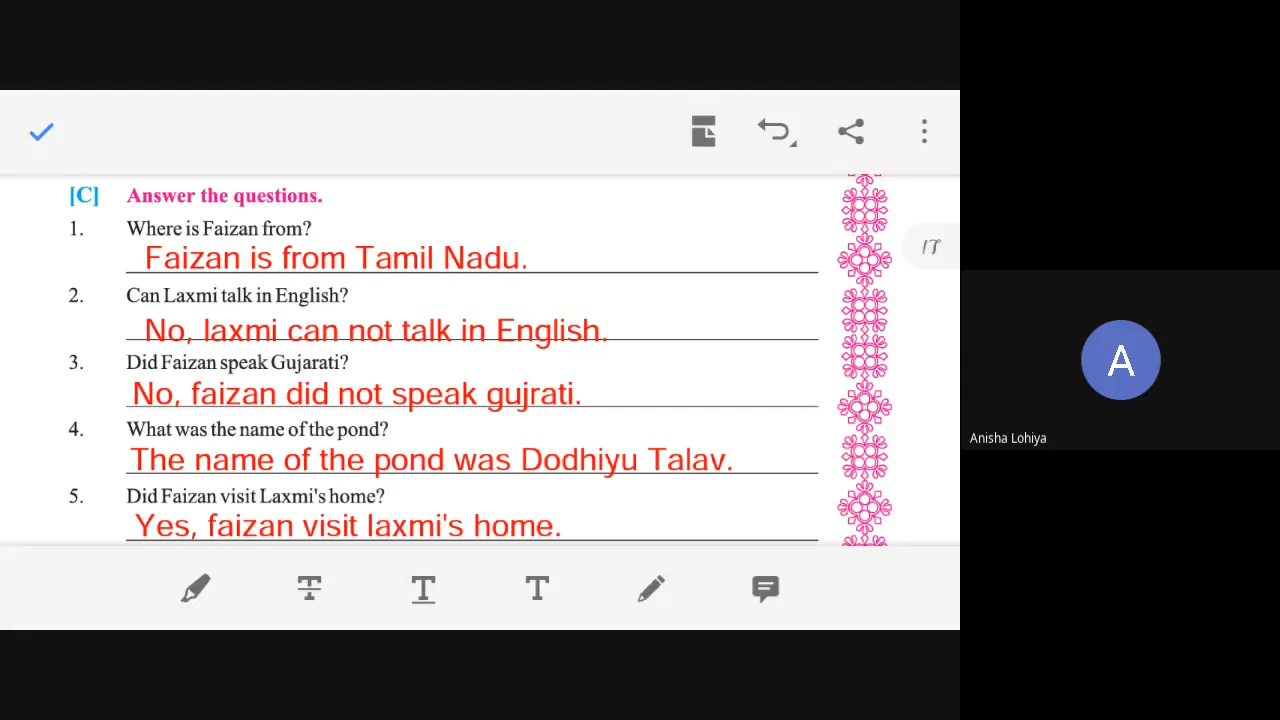 [C] Answer the questions.
1. Where is Faizan from?
Faizan is from Tamil Nadu.
2. Can Laxmi talk in English?
No, laxmi can not talk in English.
3. Did Faizan speak Gujarati?
No, faizan did not speak gujrati.
4. What was the name of the pond?
The name of the pond was Dodhiyu Talav.
5. Did Faizan visit Laxmi's home?
Yes, faizan visit laxmi's home.
A
Anisha Lohiya